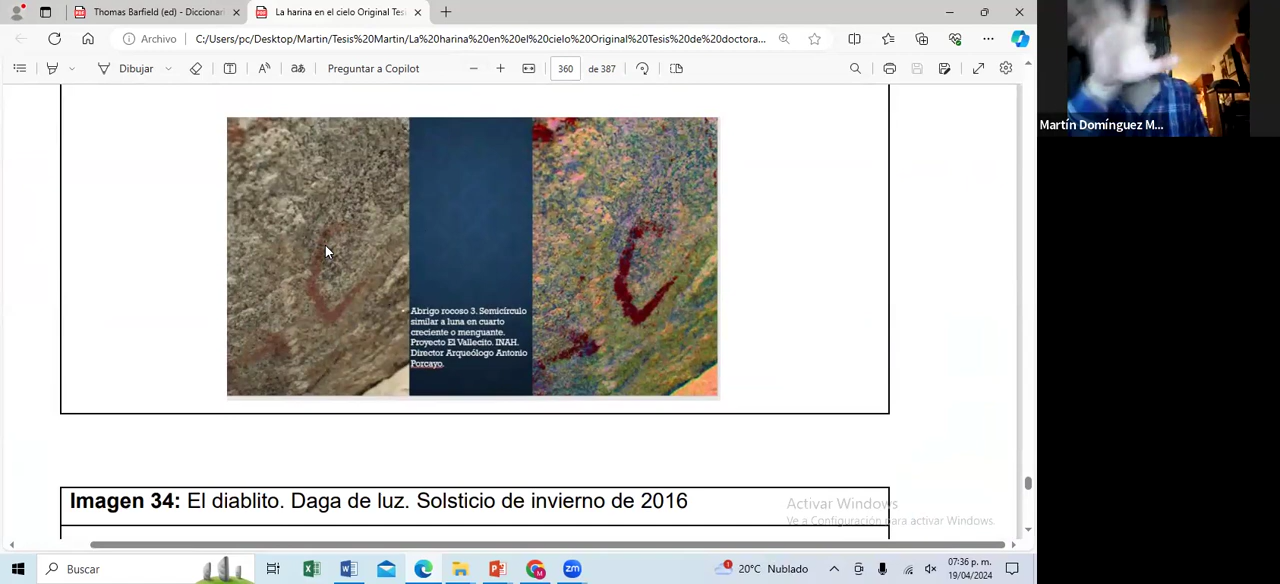 Thomas Barfield (ed) - Diccionari
La harina en el cielo Original Tesi
Archivo
C:/Users/pc/Desktop/Martin/Tesis%20Martin/La%20harina%20en%20el%20cielo%20Original%20Tesis%20de%20doctora...
Dibujar
Preguntar a Copilot
360
de 387
Abrigo rocoso 3. Semicírculo
similar a luna en cuarto
creciente o menguante.
Proyecto El Vallecito. INAH.
Director Arqueólogo Antonio
Porcayo.
Imagen 34: El diablito. Daga de luz. Solsticio de invierno de 2016
Activar Windows
Ve a Configuración para activar Windows.
Martín Domínguez M...
Buscar
zm
20°C Nublado
07:36 p. m.
19/04/2024